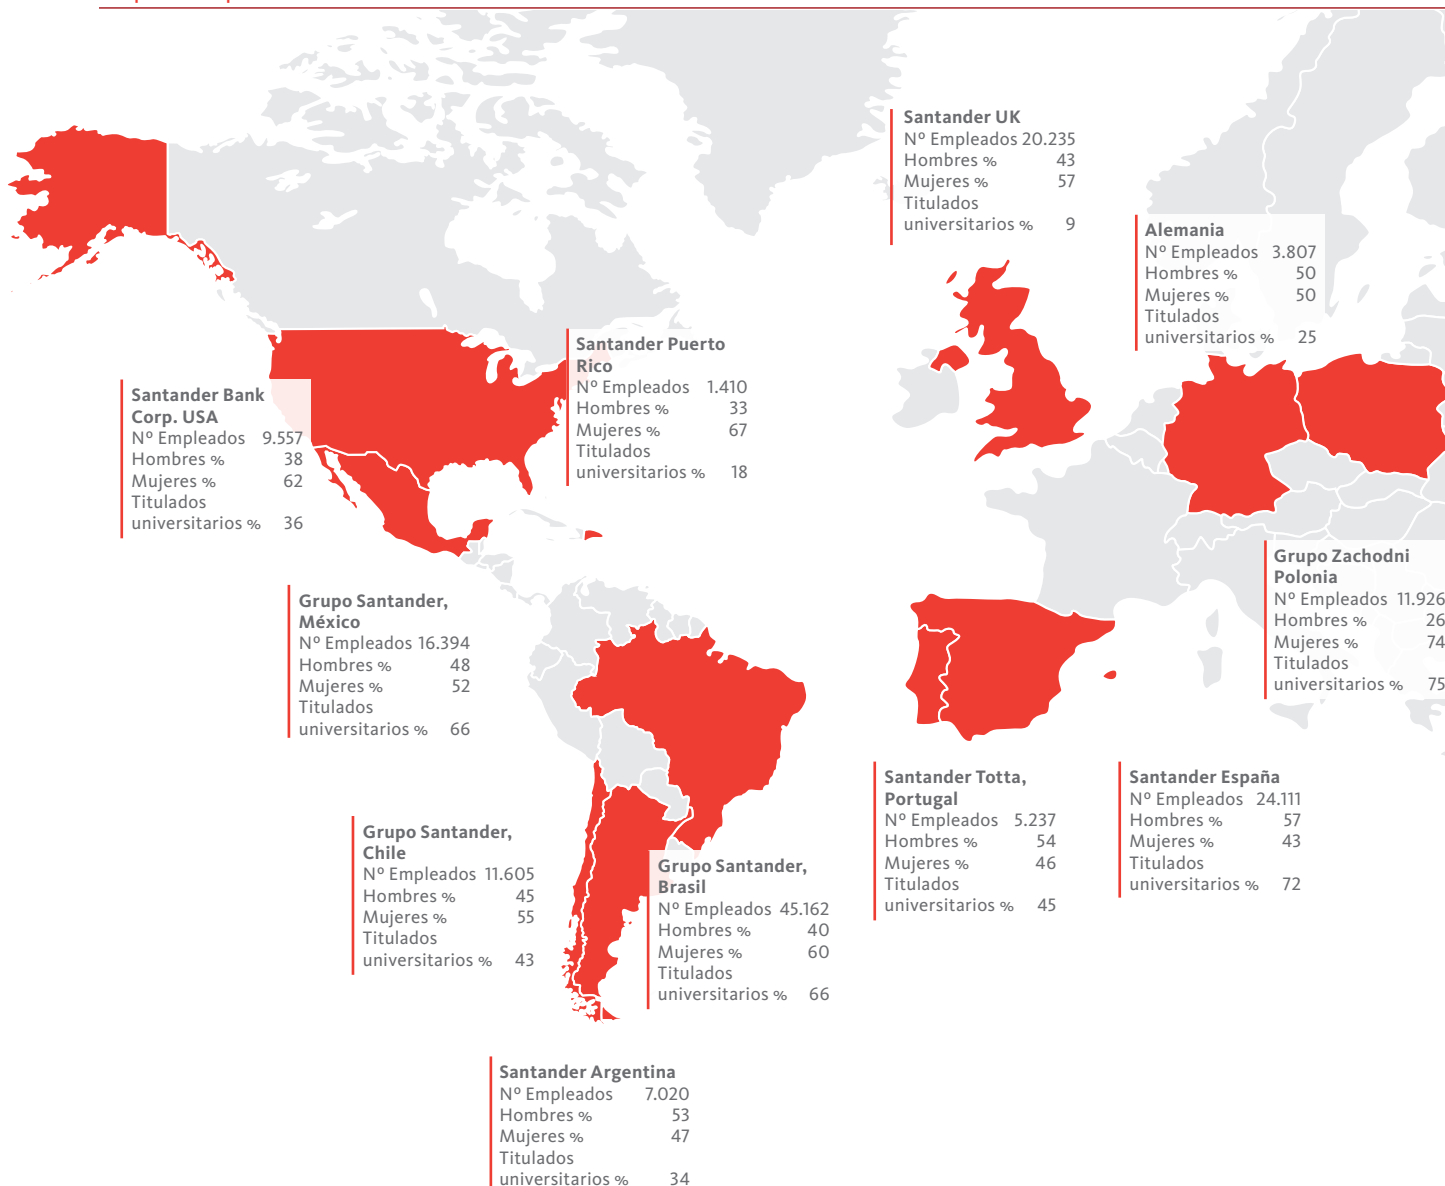 Santander UK
Nº Empleados 20.235
Hombres % 43
Mujeres % 57
Titulados
universitarios % 9
Alemania
Nº Empleados 3.807
Hombres % 50
Mujeres % 50
Titulados
universitarios % 25
Santander Puerto
Rico
Nº Empleados 1.410
Hombres % 33
Mujeres % 67
Titulados
universitarios % 18
Santander Bank
Corp. USA
Nº Empleados 9.557
Hombres % 38
Mujeres % 62
Titulados
universitarios % 36
Grupo Zachodni
Polonia
Nº Empleados 11.926
Hombres % 26
Mujeres % 74
Titulados
universitarios % 75
Grupo Santander,
México
Nº Empleados 16.394
Hombres % 48
Mujeres % 52
Titulados
universitarios % 66
Santander Totta,
Portugal
Nº Empleados 5.237
Hombres % 54
Mujeres % 46
Titulados
universitarios % 45
Santander España
Nº Empleados 24.111
Hombres % 57
Mujeres % 43
Titulados
universitarios % 72
Grupo Santander,
Chile
Nº Empleados 11.605
Hombres % 45
Mujeres % 55
Titulados
universitarios % 43
Grupo Santander,
Brasil
Nº Empleados 45.162
Hombres % 40
Mujeres % 60
Titulados
universitarios % 66
Santander Argentina
Nº Empleados 7.020
Hombres % 53
Mujeres % 47
Titulados
universitarios % 34